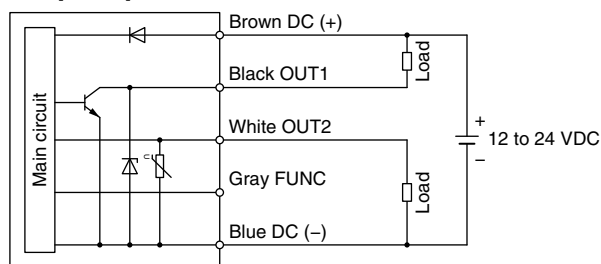 Brown DC (+)
Load
Black OUT1
Main circuit
White OUT2
+
12 to 24 VDC
−
Gray FUNC
Load
Blue DC (−)